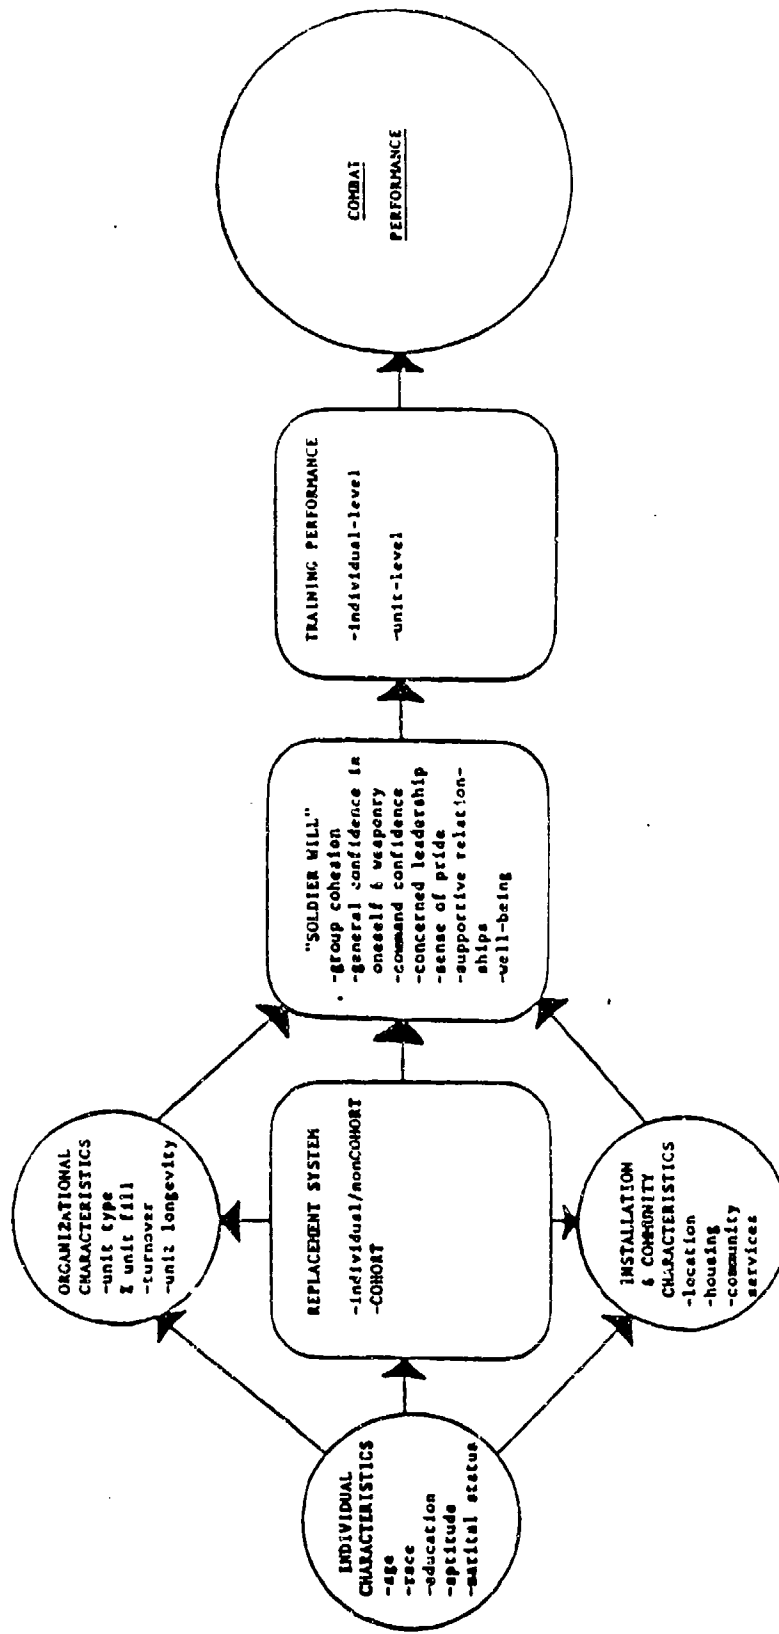 INDIVIDUAL
CHARACTERISTICS
-age
-race
-education
-aptitude
-marital status
ORGANIZATIONAL
CHARACTERISTICS
-unit type
% unit fill
-turnover
-unit longevity
REPLACEMENT SYSTEM
-individual/nonCOHORT
-COHORT
INSTALLATION
& COMMUNITY
CHARACTERISTICS
-location
-housing
-community
services
"SOLDIER WILL"
-group cohesion
-general confidence in
oneself & weaponry
-command confidence
-concerned leadership
-sense of pride
-supportive relation-
ships
-well-being
TRAINING PERFORMANCE
-individual-level
-unit-level
COMBAT
PERFORMANCE